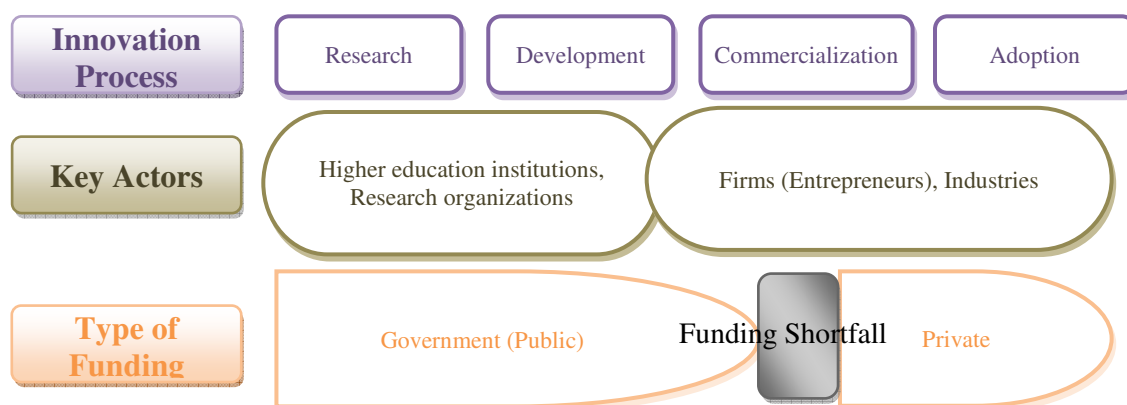 Innovation
Process
Research
Development
Commercialization
Adoption
Key Actors
Higher education institutions,
Research organizations
Firms (Entrepreneurs), Industries
Type of
Funding
Government (Public)
Funding Shortfall
Private